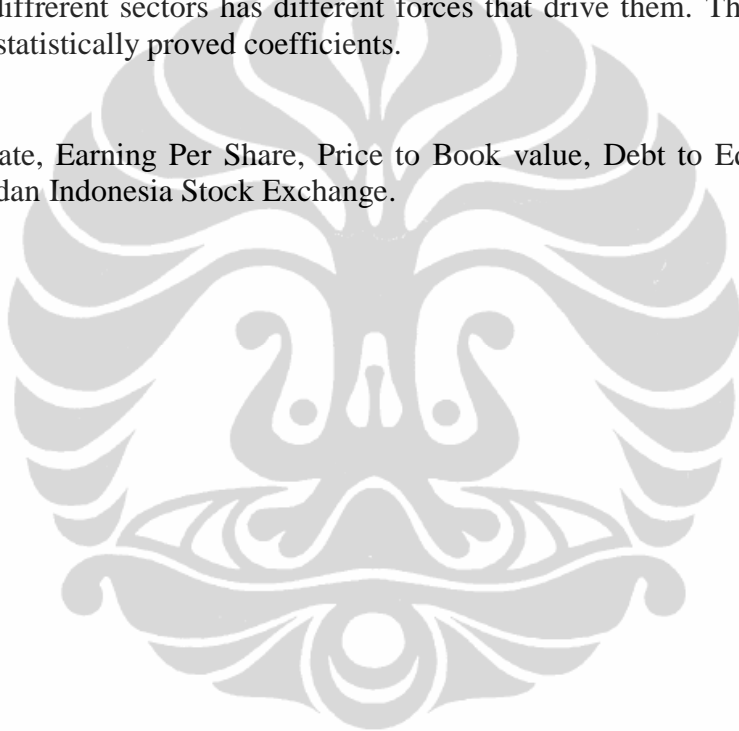 diffrerent sectors has different forces that drive them. Th
statistically proved coefficients.
ate, Earning Per Share, Price to Book value, Debt to Eq
dan Indonesia Stock Exchange.